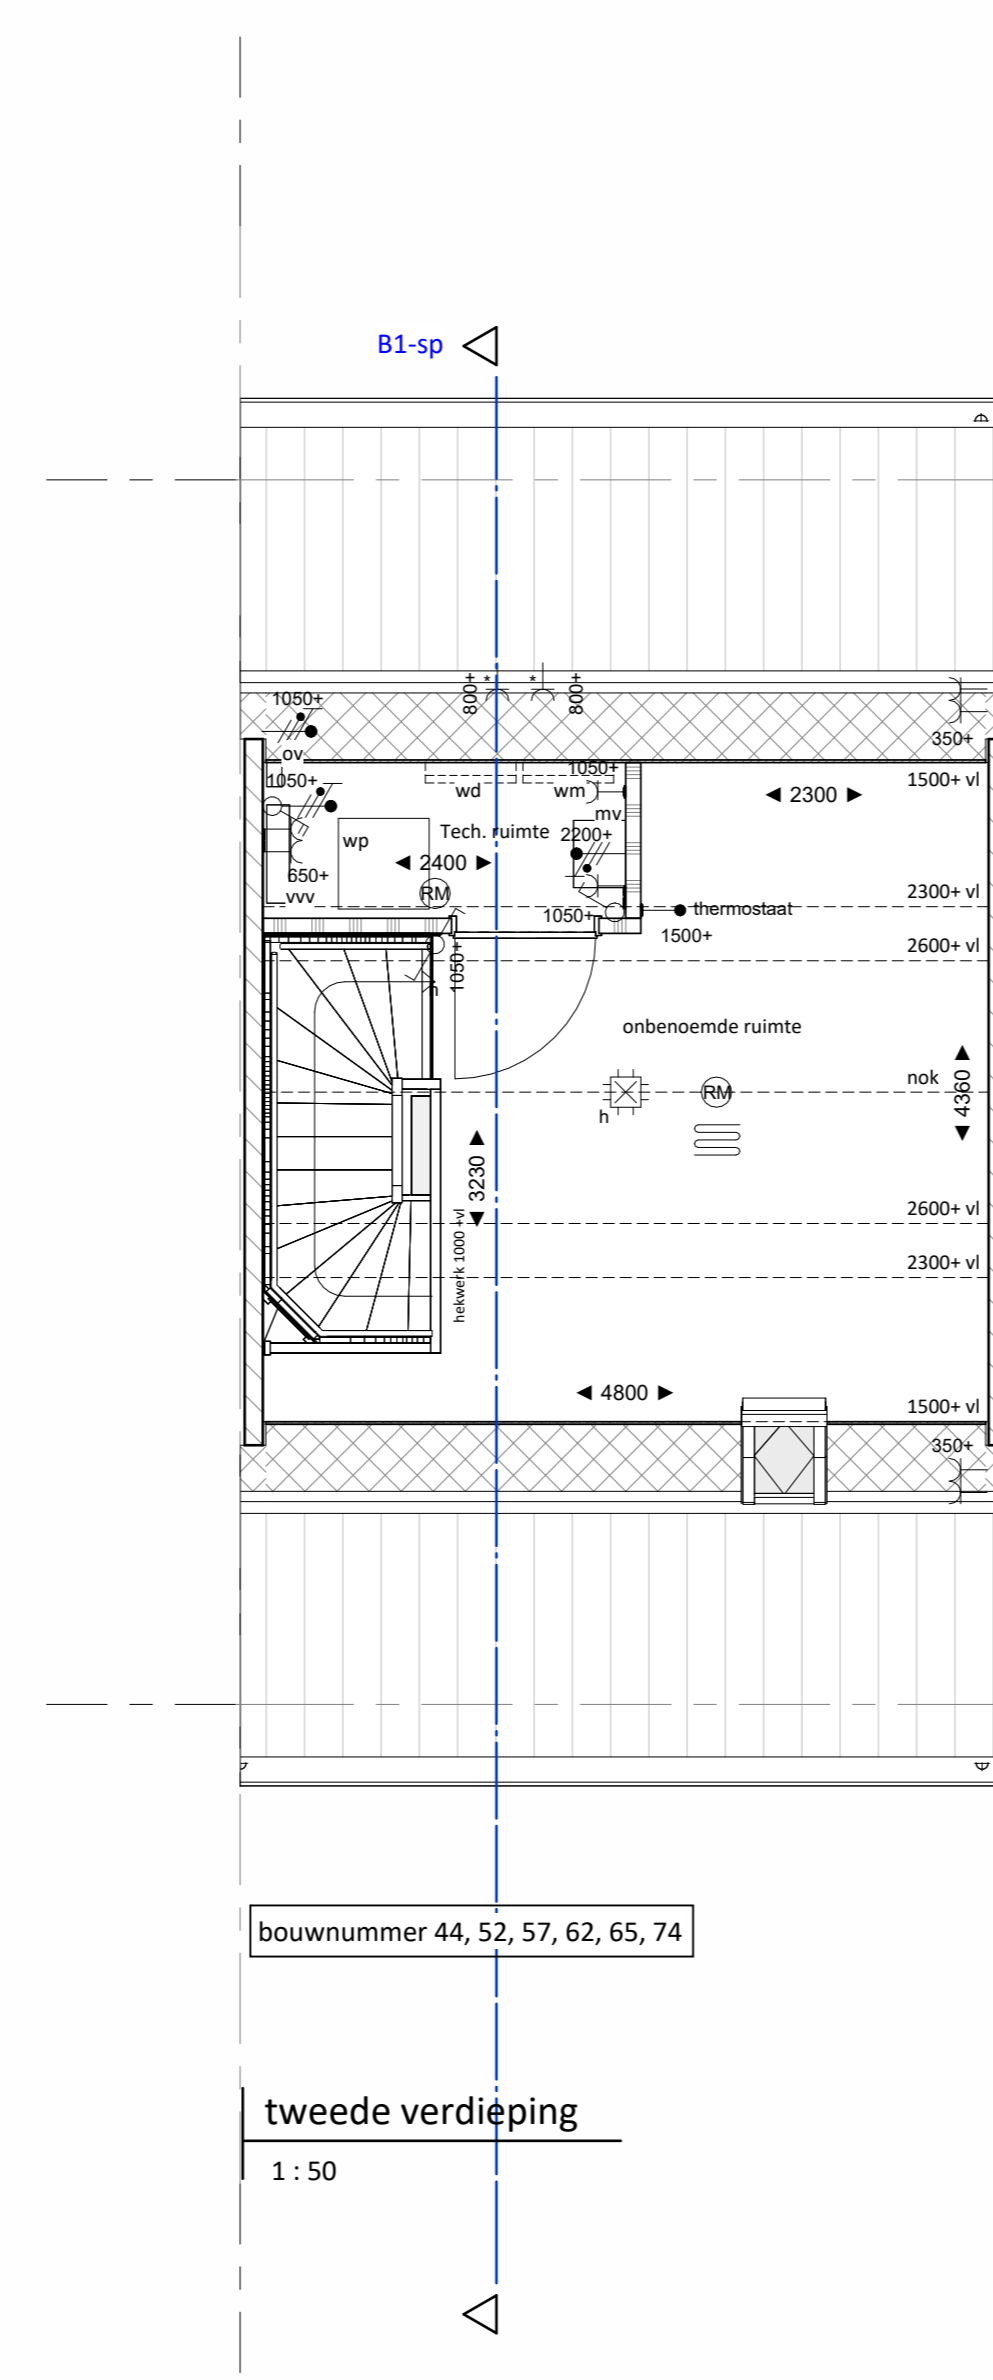 B1-sp
800+ * * 800+
1050+
350+
ov
1050+ 1050+ 1500+ vl
wd wm 2300
mv
Tech. ruimte 2200+
wp
2400
650+ RM 2300+ vl
vvv
1050+ thermostaat
1500+
2600+ vl
1050+
h
onbenoemde ruimte
nok
RM 4360
h
3230
2600+ vl
hekwerk 1000 +vl
2300+ vl
4800
1500+ vl
350+
bouwnummer 44, 52, 57, 62, 65, 74
tweede verdieping
1 : 50